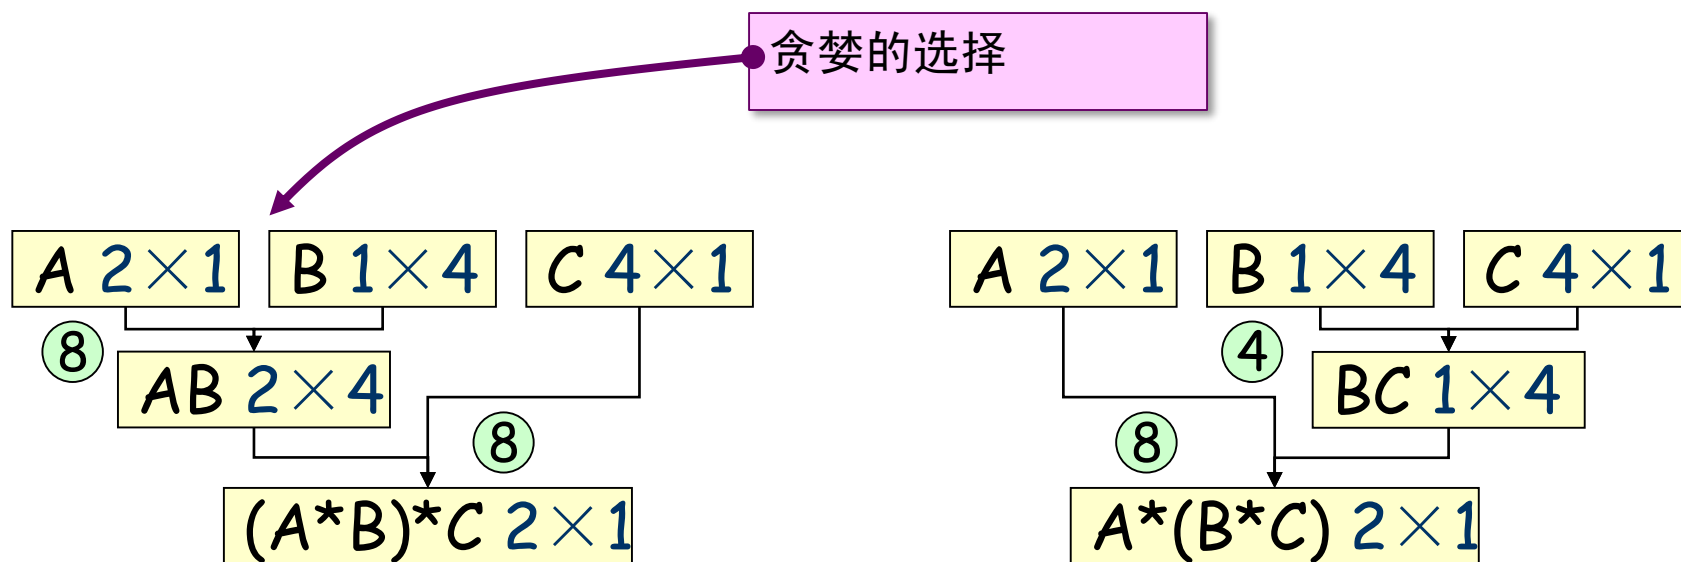 贪婪的选择
A 2×1 B 1×4 C 4×1 A 2×1 B 1×4 C 4×1
8 4
AB 2×4 BC 1×4
8 8
(A*B)*C 2×1 A*(B*C) 2×1